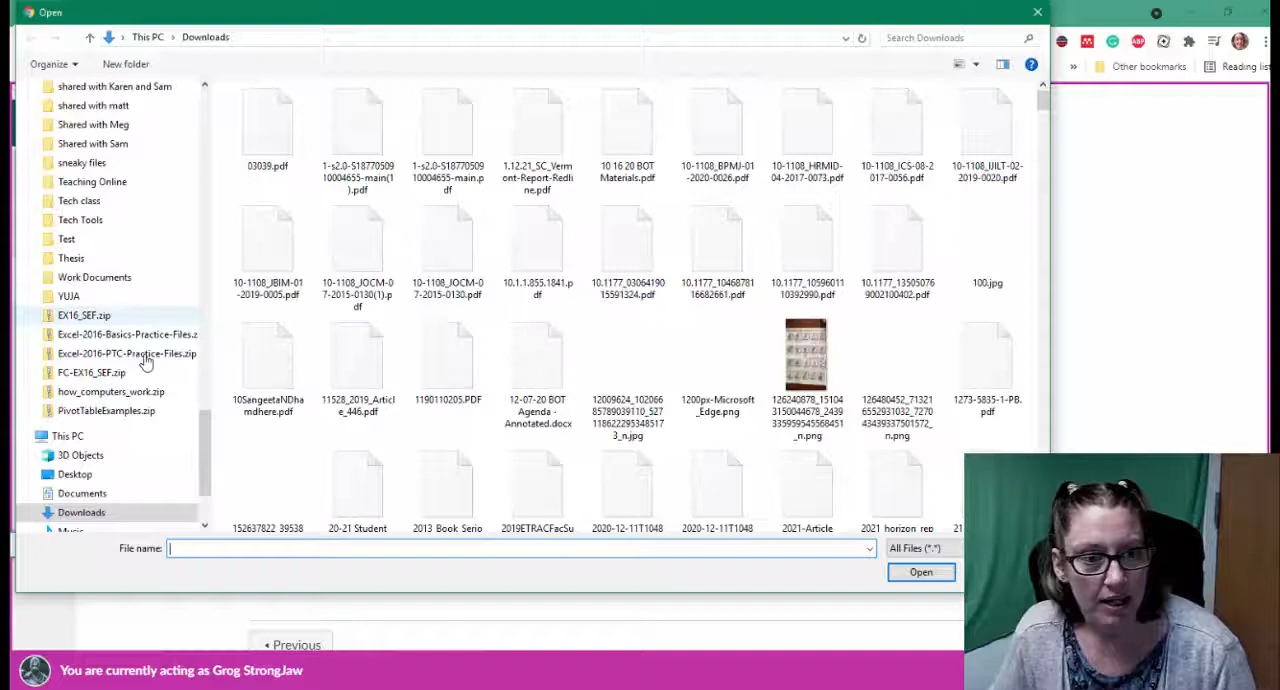 Open
This PC
Downloads
Search Downloads
Organize
New folder
Other bookmarks
Reading list
ABP
shared with Karen and Sam
shared with matt
Shared with Meg
Shared with Sam
sneaky files
Teaching Online
Tech class
Tech Tools
Test
Thesis
Work Documents
YUJA
EX16_SEF.zip
Excel-2016-Basics-Practice-Files.z
Excel-2016-PTC-Practice-Files.zip
FC-EX16_SEF.zip
how_computers_work.zip
PivotTableExamples.zip
This PC
3D Objects
Desktop
Documents
Downloads
Music
03039.pdf
1-s2.0-S18770509
10004655-main(1
).pdf
1-s2.0-S18770509
10004655-main.p
df
1.12.21_SC_Verm
ont-Report-Redli
ne.pdf
10 16 20 BOT
Materials.pdf
10-1108_BPMJ-01
-2020-0026.pdf
10-1108_HRMID-
04-2017-0073.pdf
10-1108_ICS-08-2
017-0056.pdf
10-1108_IJILT-02-
2019-0020.pdf
10-1108_JBIM-01
-2019-0005.pdf
10-1108_JOCM-0
7-2015-0130(1).p
df
10-1108_JOCM-0
7-2015-0130.pdf
10.1.1.855.1841.p
df
10.1177_03064190
15591324.pdf
10.1177_10468781
16682661.pdf
10.1177_10596011
10392990.pdf
10.1177_13505076
9002100402.pdf
100.jpg
10SangeetaNDha
mdhere.pdf
11528_2019_Articl
e_446.pdf
1190110205.PDF
12-07-20 BOT
Agenda -
Annotated.docx
12009624_102066
85789039110_527
118622295348517
3_n.jpg
1200px-Microsoft
_Edge.png
126240878_15104
3150044678_2439
335959545568451
_n.png
126480452_71321
6552931032_7270
43439337501572_
n.png
1273-5835-1-PB.
pdf
152637822_39538
20-21 Student
2013_Book_Serio
2019ETRACFacSu
2020-12-11T1048
2020-12-11T1048
2021-Article
2021_horizon_rep
File name:
All Files (*.*)
Open
Previous
You are currently acting as Grog StrongJaw